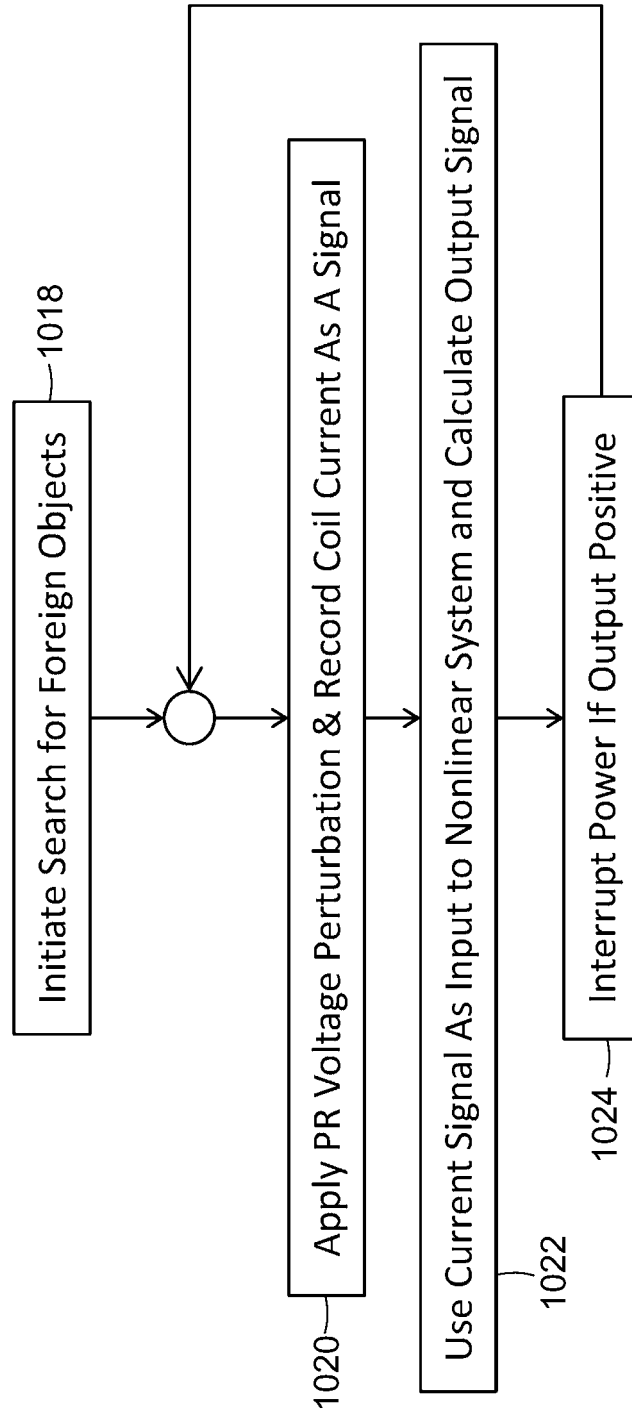 Initiate Search for Foreign Objects
1018
Apply PR Voltage Perturbation & Record Coil Current As A Signal
1020
Use Current Signal As Input to Nonlinear System and Calculate Output Signal
1022
Interrupt Power If Output Positive
1024